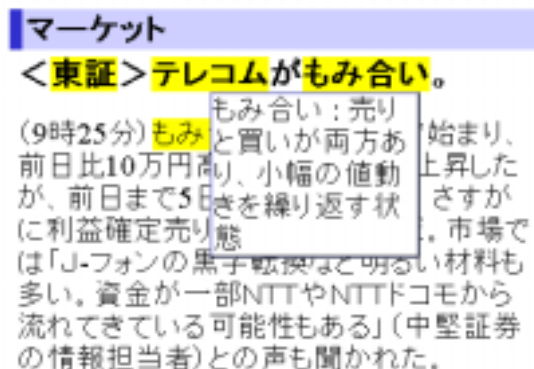 マーケット
＜東証＞テレコムがもみ合い。
もみ合い：売り
と買いが両方あ
り、小幅の値動
きを繰り返す状
態
(9時25分)もみ 始まり、
前日比10万円高 上昇した
が、前日まで5日 さすが
に利益確定売り 。市場で
は「J-フォンの黒字転換など明るい材料も
多い。資金が一部NTTやNTTドコモから
流れてきている可能性もある」(中堅証券
の情報担当者)との声も聞かれた。